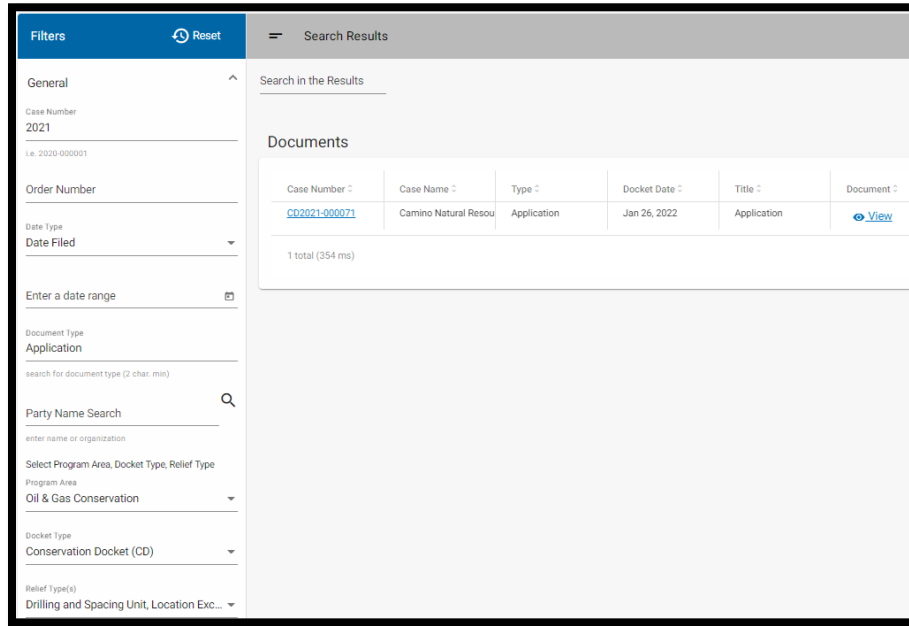 Filters
Reset
General
Case Number
2021
i.e. 2020-000001
Order Number
Date Type
Date Filed
Enter a date range
Document Type
Application
search for document type (2 char. min)
Party Name Search
enter name or organization
Select Program Area, Docket Type, Relief Type
Program Area
Oil & Gas Conservation
Docket Type
Conservation Docket (CD)
Relief Type(s)
Drilling and Spacing Unit, Location Exc...
Search Results
Search in the Results
Documents
Case Number Case Name Type Docket Date Title Document
CD2021-000071 Camino Natural Resou Application Jan 26, 2022 Application View
1 total (354 ms)